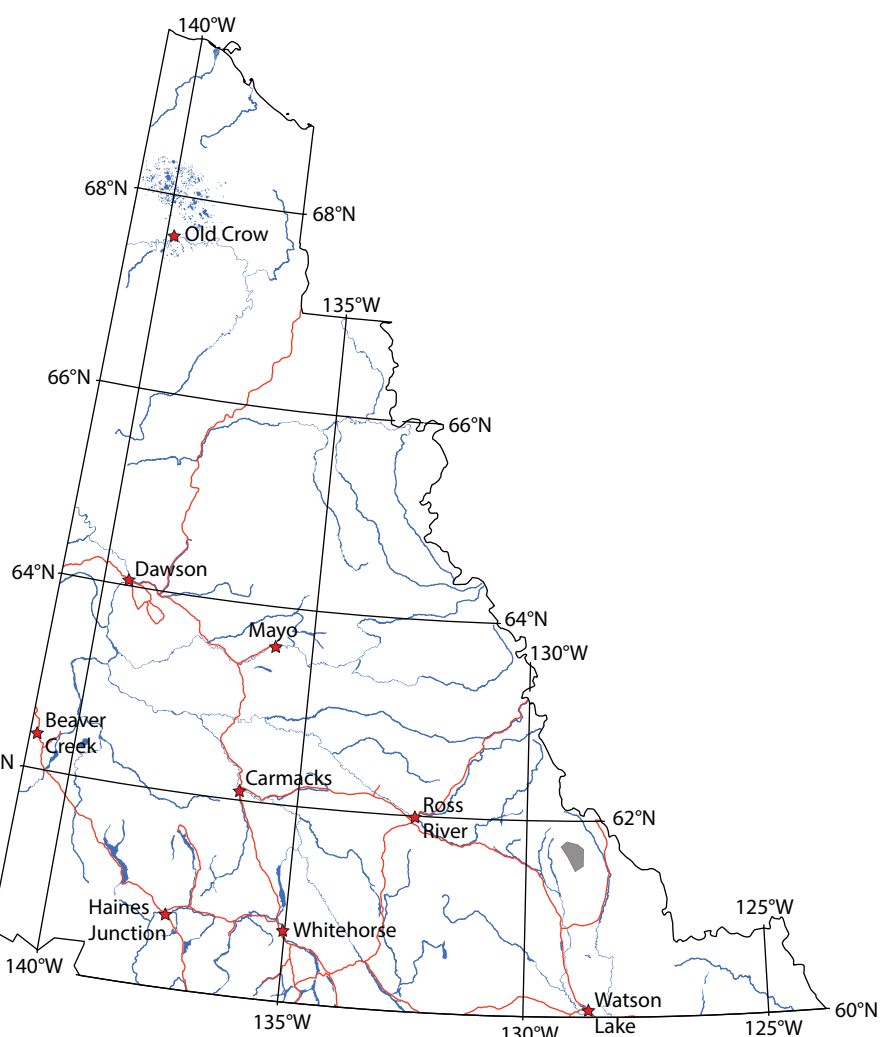 140°W
68°N
68°N
Old Crow
135°W
66°N
66°N
Dawson
64°N
64°N
Mayo
130°W
Beaver
Creek
N
Carmacks
Ross
River
62°N
Haines
Junction
Whitehorse
125°W
140°W
Watson
Lake
60°N
135°W
130°W
125°W